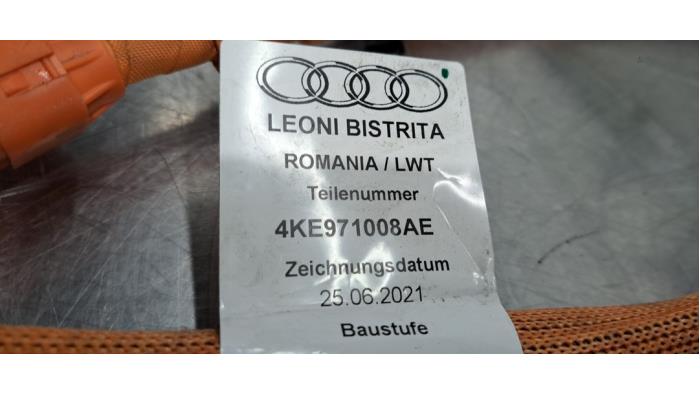 LEONI BISTRITA
ROMANIA / LWT
Teilenummer
4KE971008AE
Zeichnungsdatum
25.06.2021
Baustufe